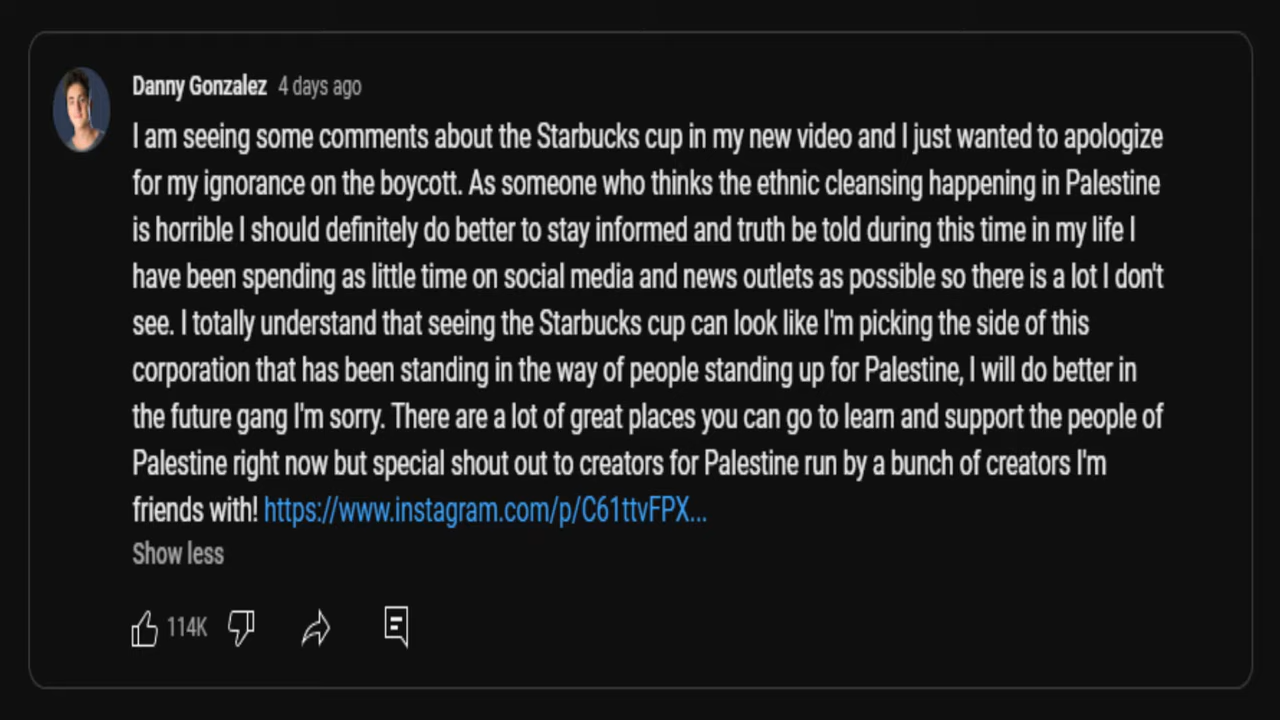 Danny Gonzalez 4 days ago
I am seeing some comments about the Starbucks cup in my new video and I just wanted to apologize
for my ignorance on the boycott. As someone who thinks the ethnic cleansing happening in Palestine
is horrible I should definitely do better to stay informed and truth be told during this time in my life I
have been spending as little time on social media and news outlets as possible so there is a lot I don't
see. I totally understand that seeing the Starbucks cup can look like I'm picking the side of this
corporation that has been standing in the way of people standing up for Palestine, I will do better in
the future gang I'm sorry. There are a lot of great places you can go to learn and support the people of
Palestine right now but special shout out to creators for Palestine run by a bunch of creators I'm
friends with! https://www.instagram.com/p/C61ttvFPX...
Show less
114K